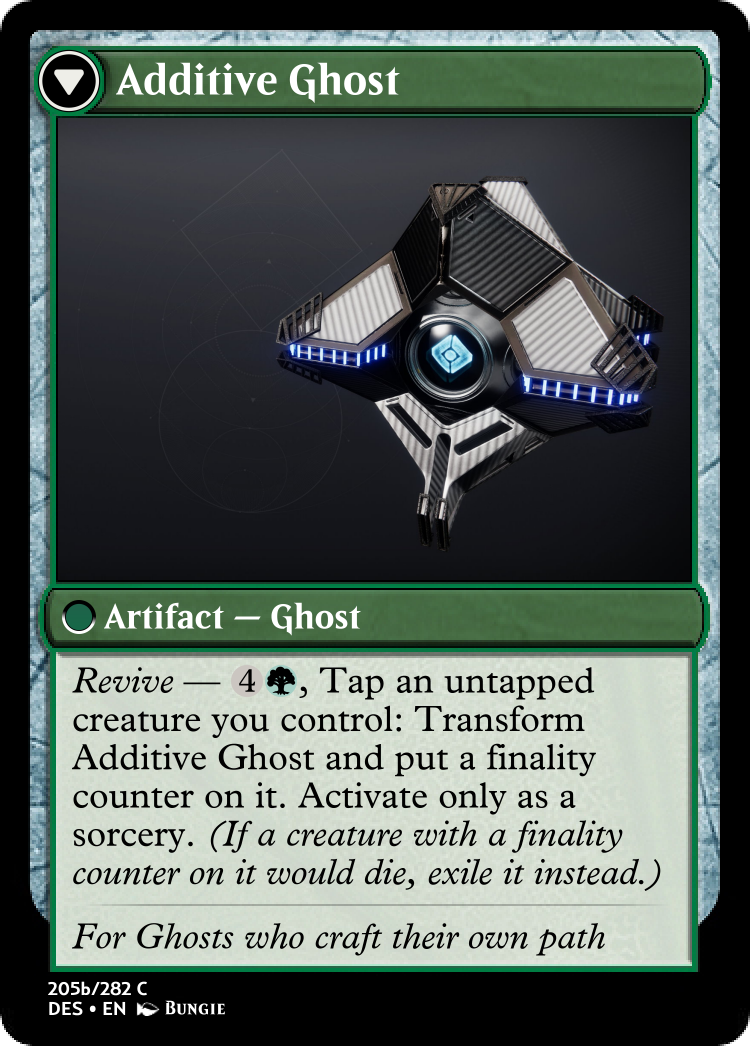 Additive Ghost
Artifact — Ghost
Revive — 4, Tap an untapped
creature you control: Transform
Additive Ghost and put a finality
counter on it. Activate only as a
sorcery. (If a creature with a finality
counter on it would die, exile it instead.)
For Ghosts who craft their own path
205b/282 C
DES • EN Bungie